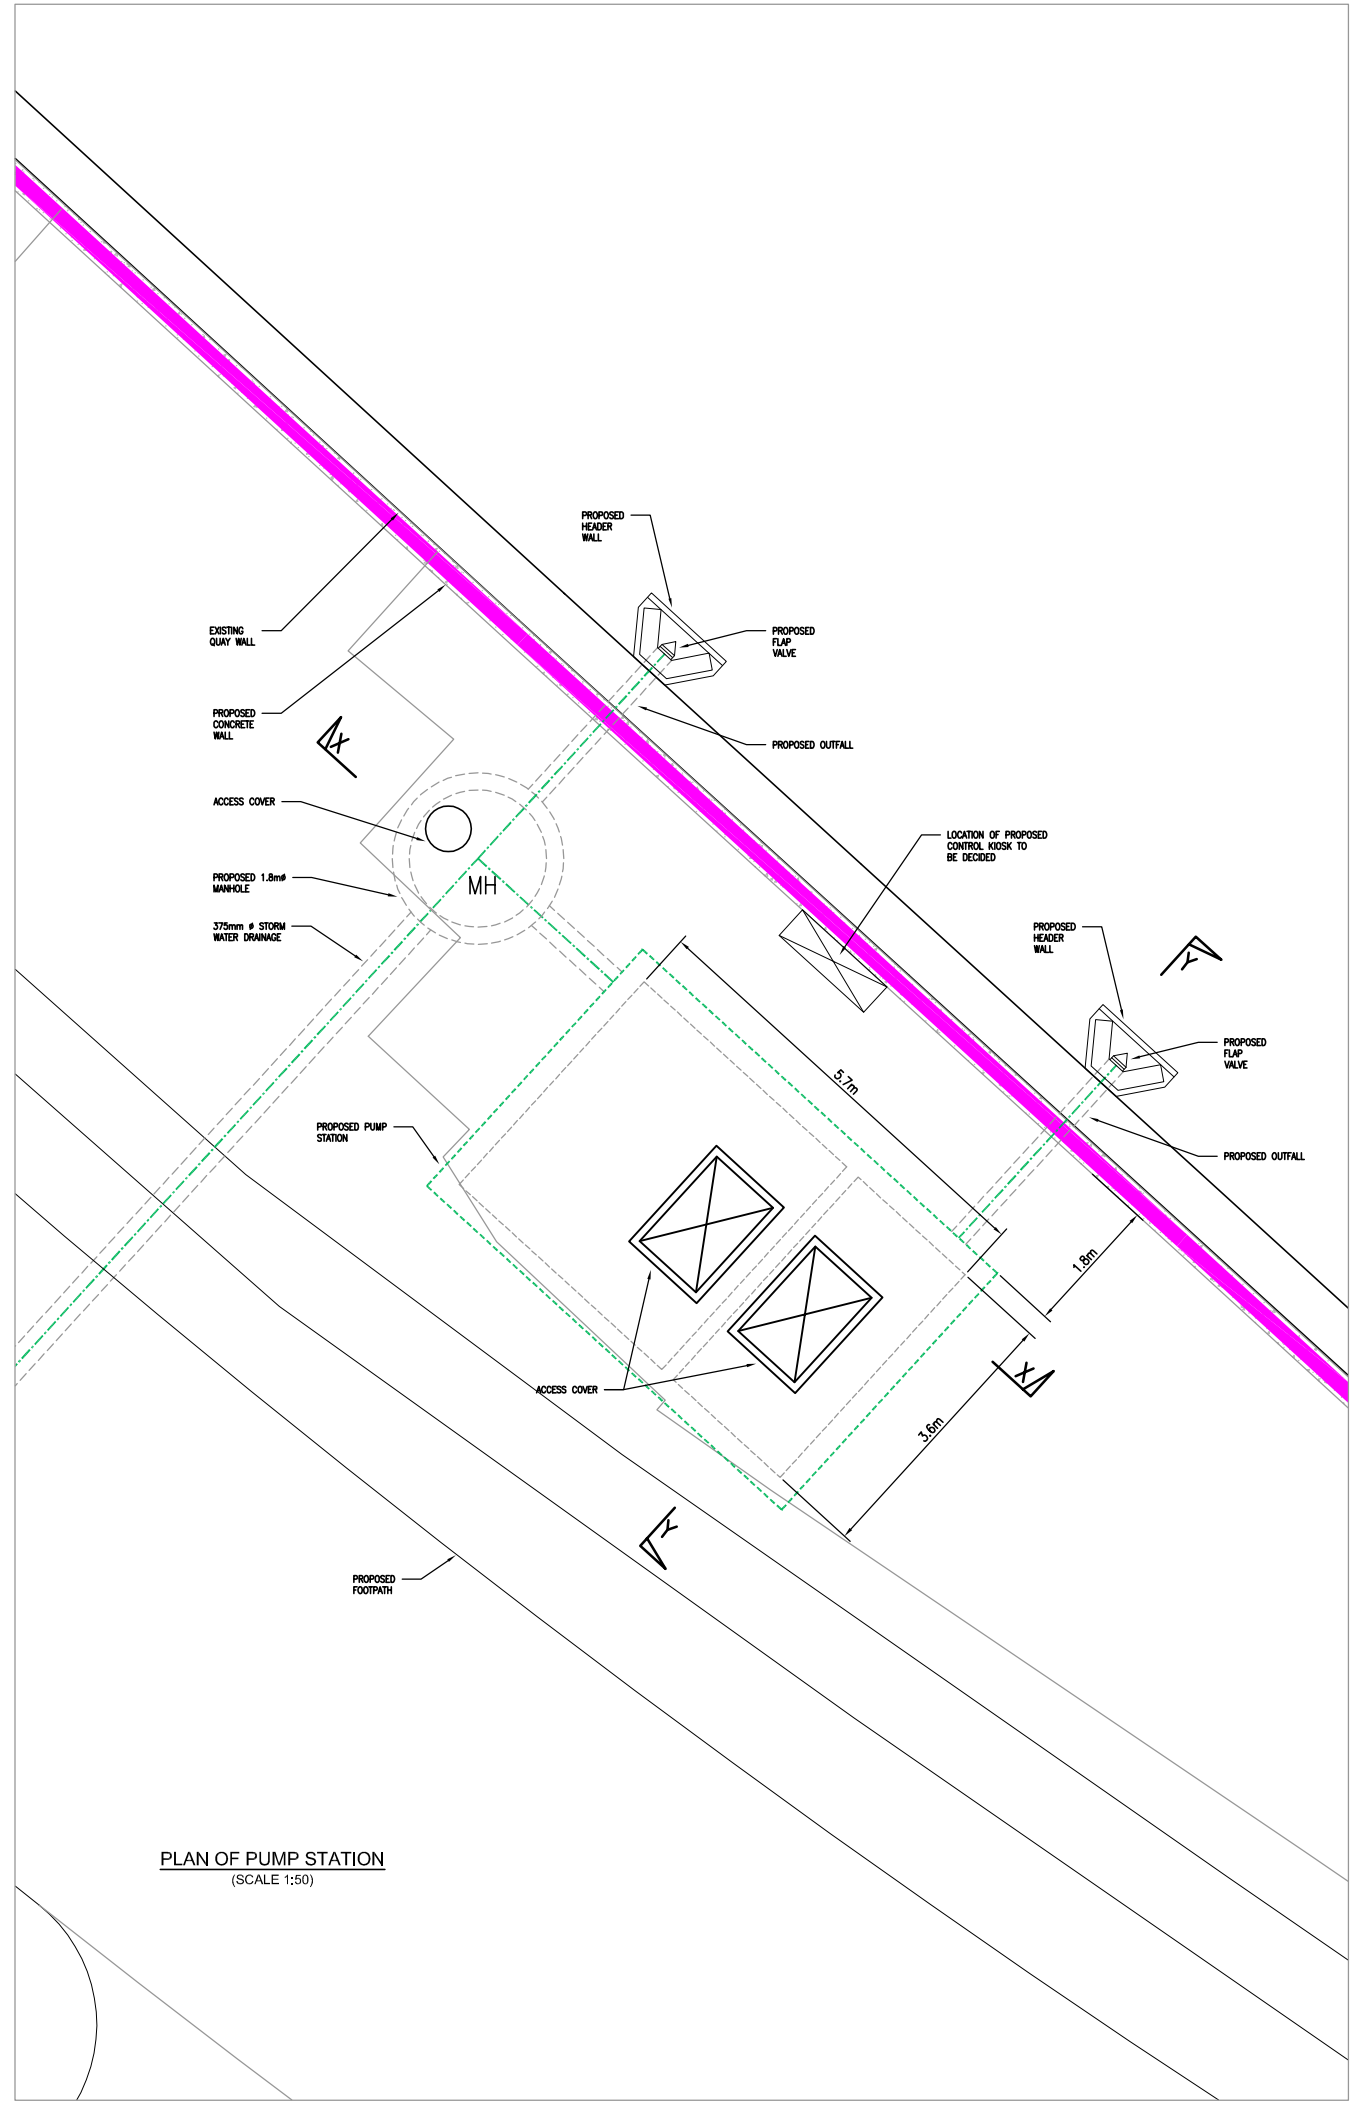 PROPOSED
HEADER
WALL
EXISTING
QUAY WALL
PROPOSED
FLAP
VALVE
PROPOSED
CONCRETE
WALL
X
PROPOSED OUTFALL
ACCESS COVER
LOCATION OF PROPOSED
CONTROL KIOSK TO
BE DECIDED
PROPOSED 1.8mø
MANHOLE
MH
375mm ø STORM
WATER DRAINAGE
PROPOSED
HEADER
WALL
Y
PROPOSED
FLAP
VALVE
5.7m
PROPOSED PUMP
STATION
PROPOSED OUTFALL
1.8m
X
ACCESS COVER
3.6m
Y
PROPOSED
FOOTPATH
PLAN OF PUMP STATION
(SCALE 1:50)